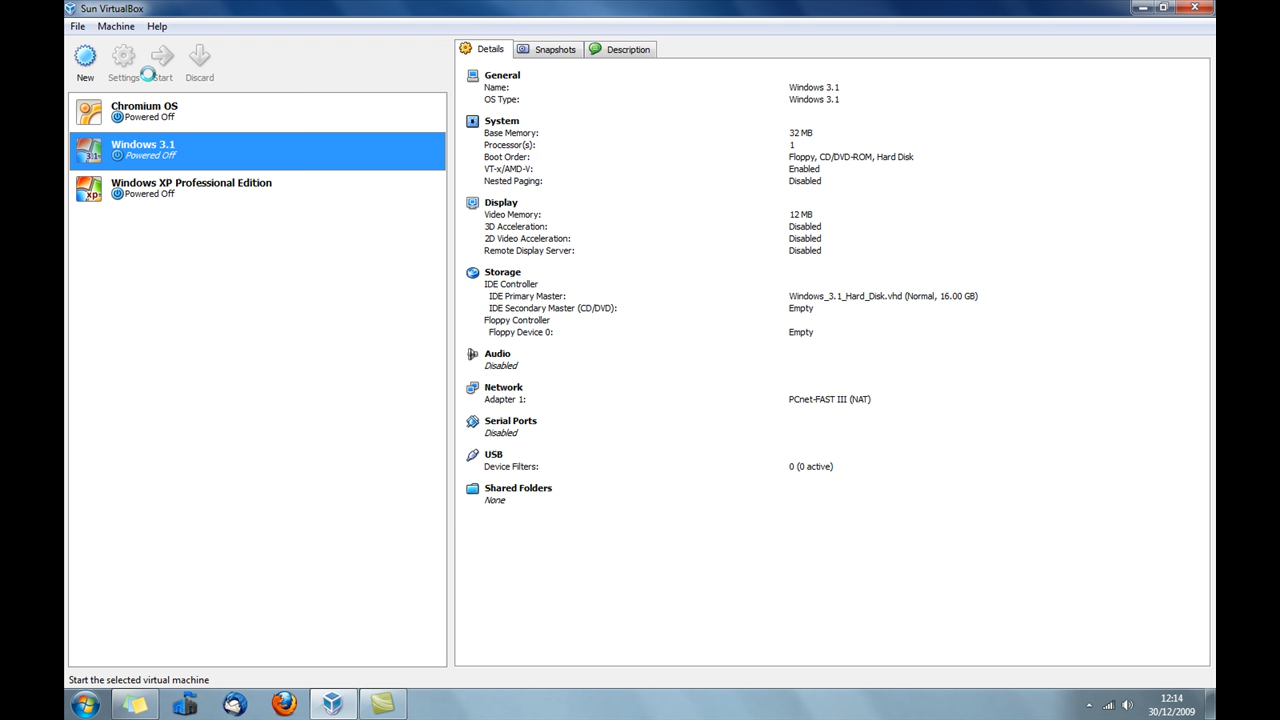 Sun VirtualBox
File Machine Help
New Settings Start Discard
Details Snapshots Description
Chromium OS
Powered Off
Windows 3.1
Powered Off
Windows XP Professional Edition
Powered Off
General
Name: Windows 3.1
OS Type: Windows 3.1
System
Base Memory: 32 MB
Processor(s): 1
Boot Order: Floppy, CD/DVD-ROM, Hard Disk
VT-x/AMD-V: Enabled
Nested Paging: Disabled
Display
Video Memory: 12 MB
3D Acceleration: Disabled
2D Video Acceleration: Disabled
Remote Display Server: Disabled
Storage
IDE Controller
IDE Primary Master: Windows_3.1_Hard_Disk.vhd (Normal, 16.00 GB)
IDE Secondary Master (CD/DVD): Empty
Floppy Controller
Floppy Device 0: Empty
Audio
Disabled
Network
Adapter 1: PCnet-FAST III (NAT)
Serial Ports
Disabled
USB
Device Filters: 0 (0 active)
Shared Folders
None
Start the selected virtual machine
12:14
30/12/2009